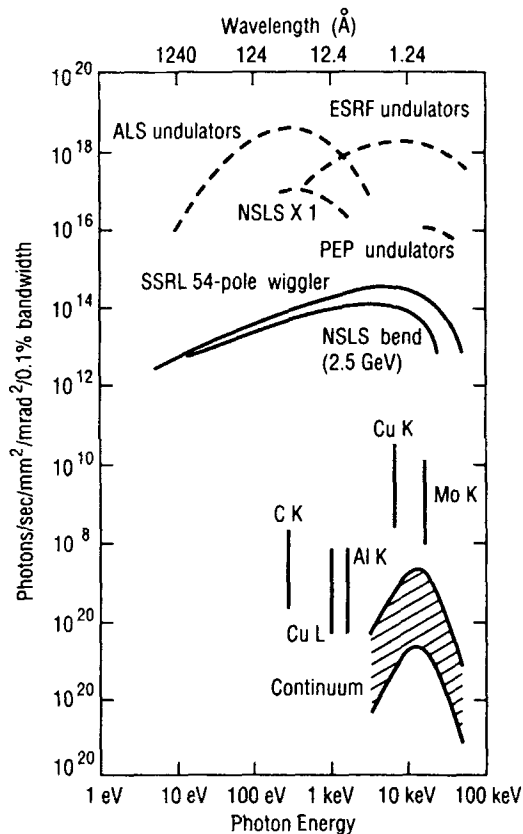 Wavelength (Å)
1240 124 12.4 1.24
10^20
ESRF undulators
ALS undulators
10^18
NSLS X 1
10^16
PEP undulators
SSRL 54-pole wiggler
10^14
NSLS bend
(2.5 GeV)
10^12
Cu K
10^10
Mo K
C K
10^8
Al K
10^20
Cu L
Continuum
10^20
10^20
1 eV 10 eV 100 eV 1 keV 10 keV 100 keV
Photon Energy
Photons/sec/mm^2/mrad^2/0.1% bandwidth